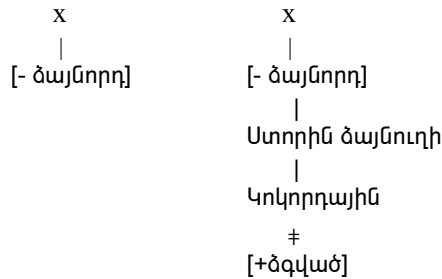 x x
[- ձայնորդ] [- ձայնորդ]
Ստորին ձայնուղի
Կոկորդային
ǂ
[+ձգված]